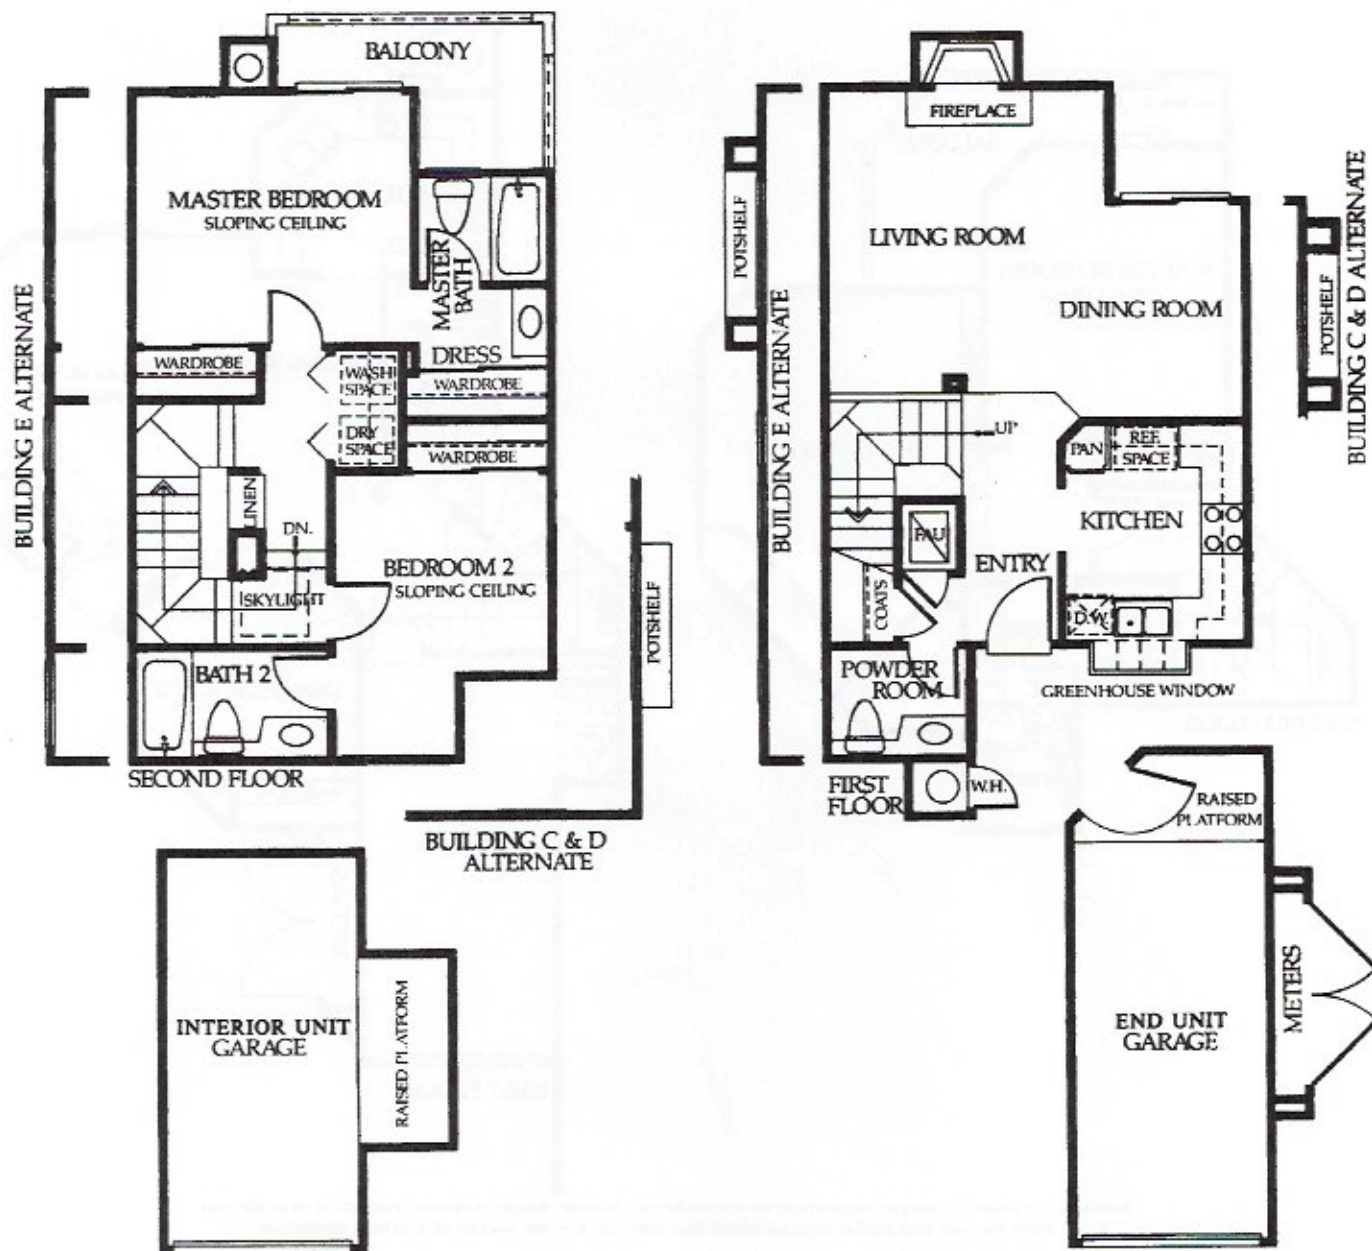 BALCONY
MASTER BEDROOM
SLOPING CEILING
MASTER
BATH
DRESS
WARDROBE
WASH
SPACE
WARDROBE
DRY
SPACE
WARDROBE
LINEN
DN.
BEDROOM 2
SLOPING CEILING
SKYLIGHT
BATH 2
SECOND FLOOR
BUILDING E ALTERNATE
POTSHELF
BUILDING C & D
ALTERNATE
FIREPLACE
LIVING ROOM
DINING ROOM
POTSHELF
BUILDING E ALTERNATE
POTSHELF
BUILDING C & D ALTERNATE
UP
PAN
REF.
SPACE
KITCHEN
FAU
ENTRY
COATS
D.W.
POWDER
ROOM
GREENHOUSE WINDOW
FIRST
FLOOR
W.H.
RAISED
PLATFORM
INTERIOR UNIT
GARAGE
RAISED PLATFORM
END UNIT
GARAGE
METERS